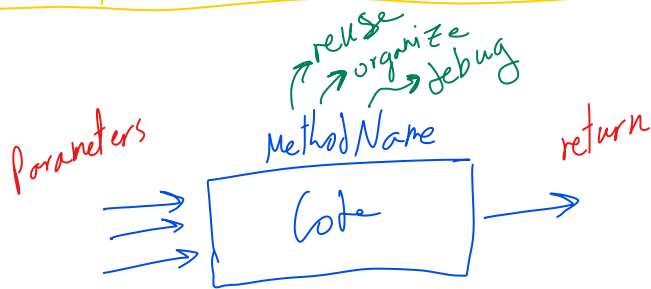 reuse
organize
debug
MethodName
Parameters
return
Code